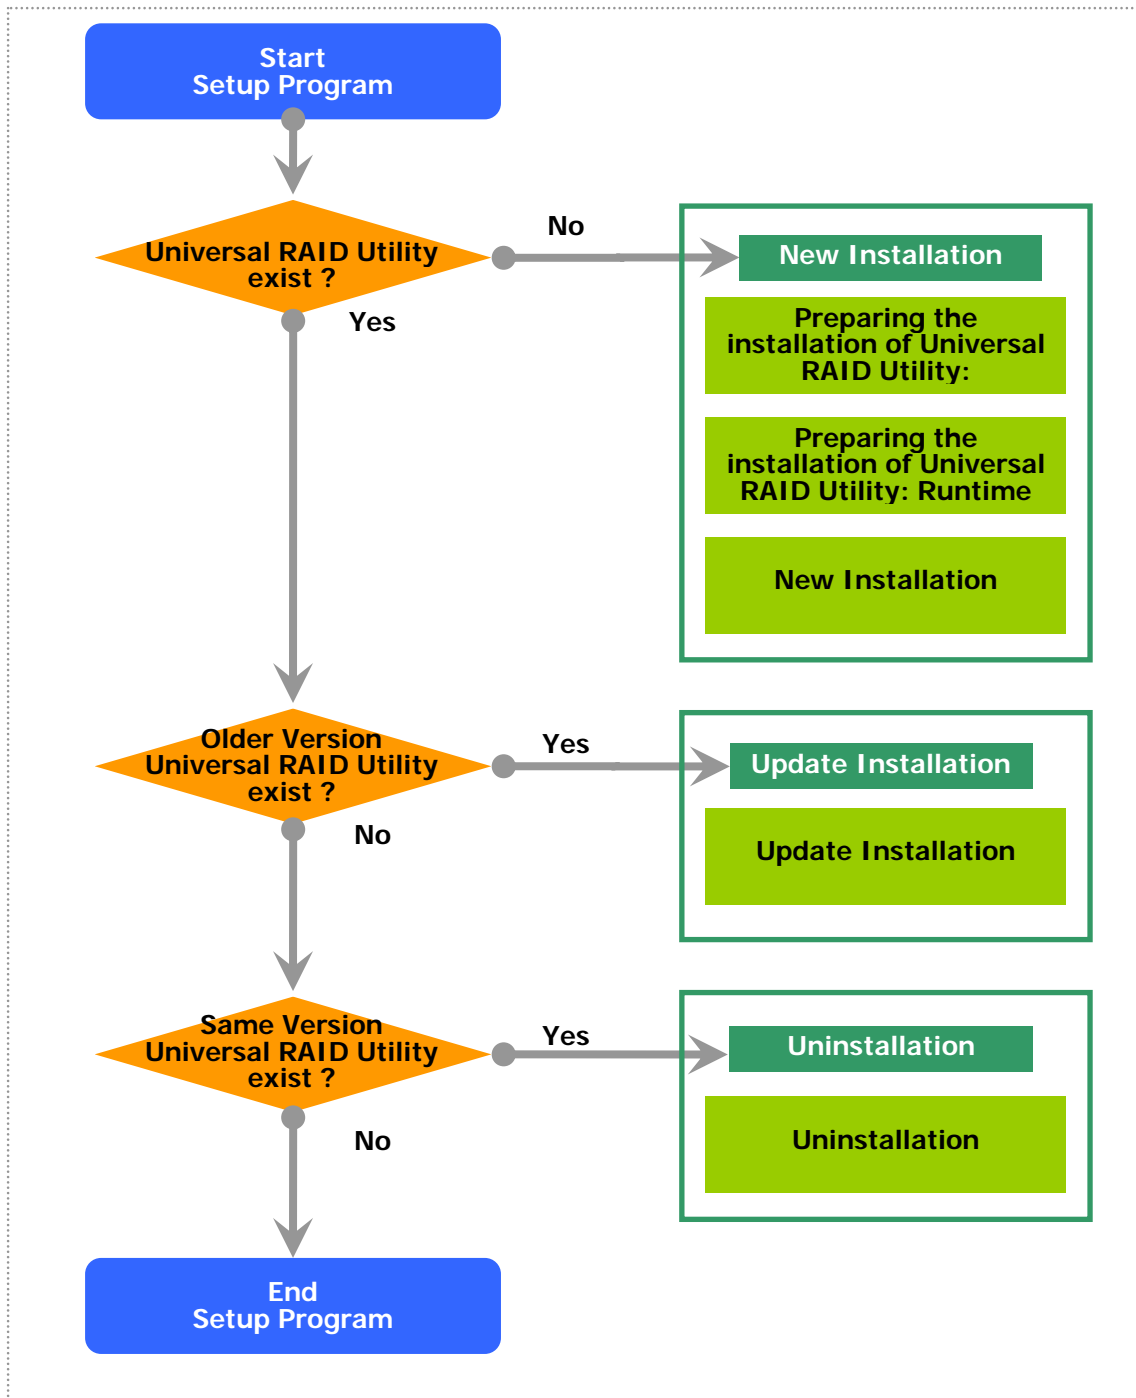 Start
Setup Program
Universal RAID Utility
exist ?
No
Yes
New Installation
Preparing the
installation of Universal
RAID Utility:
Preparing the
installation of Universal
RAID Utility: Runtime
New Installation
Older Version
Universal RAID Utility
exist ?
Yes
No
Update Installation
Update Installation
Same Version
Universal RAID Utility
exist ?
Yes
No
Uninstallation
Uninstallation
End
Setup Program